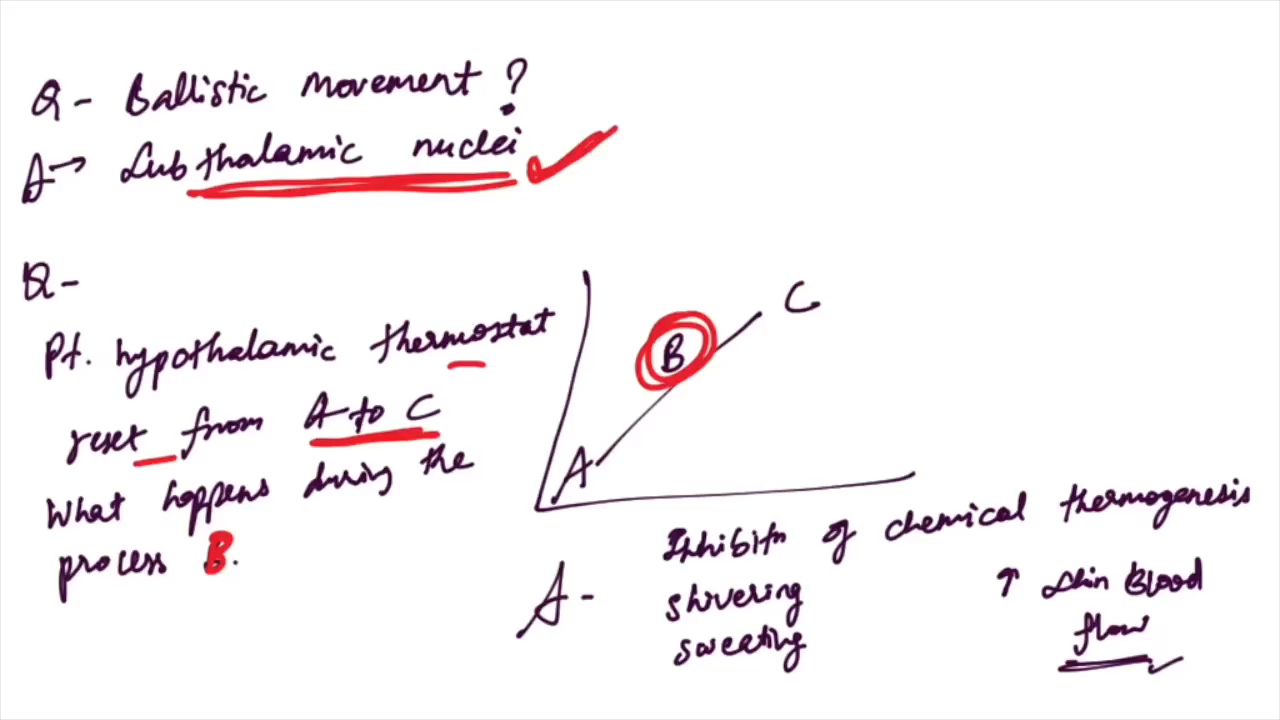 Q- Ballistic movement ?
A→ Subthalamic nuclei
Q-
Pt. hypothalamic thermostat
reset from A to C
What happens during the
process B.
C
B
A
A- Inhibitn of chemical thermogenesis
shivering
sweating
↑ skin Blood
flow